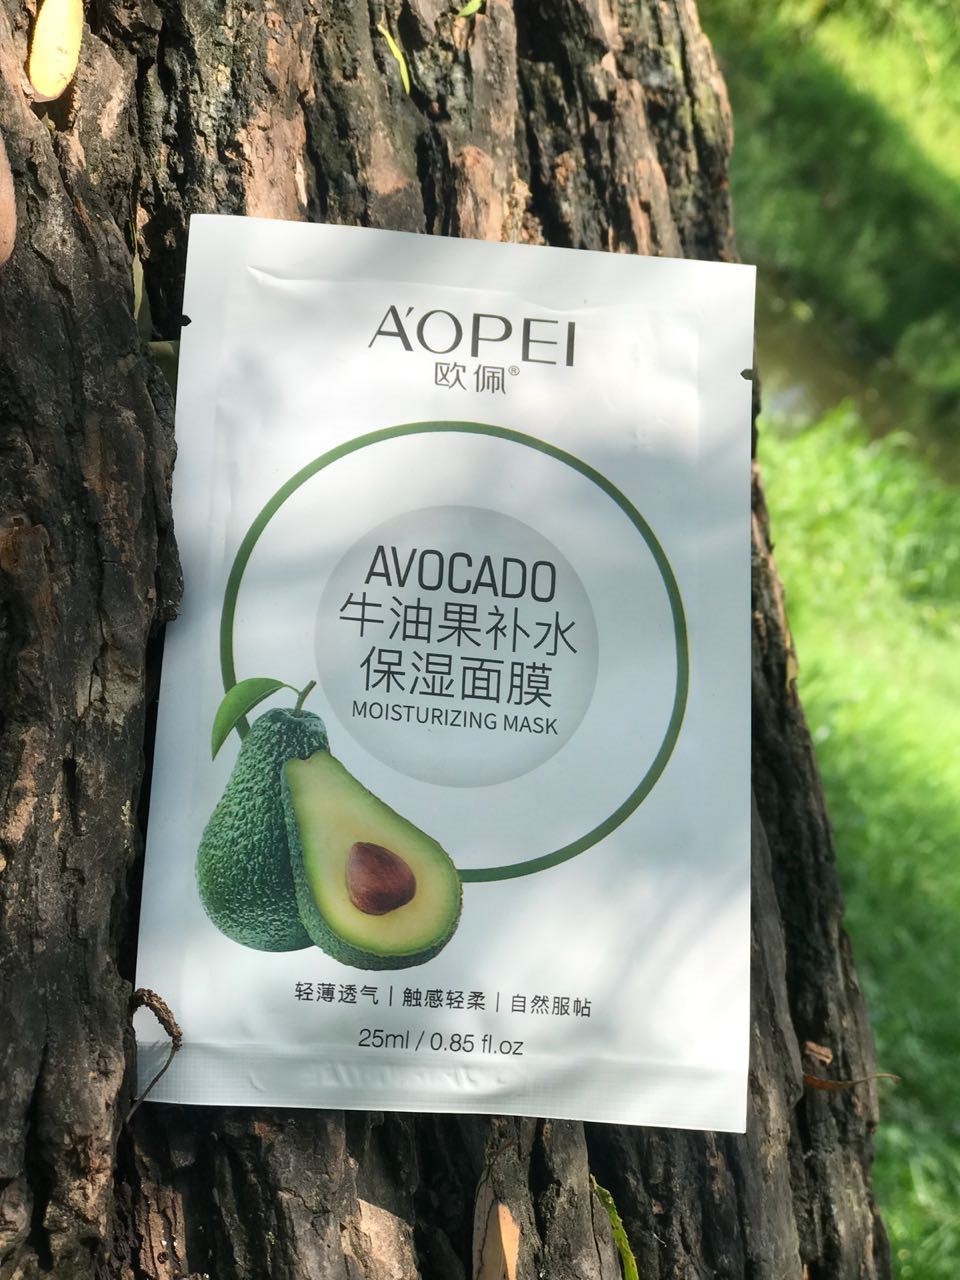 A'OPEI
欧佩®
AVOCADO
牛油果补水
保湿面膜
MOISTURIZING MASK
轻薄透气 | 触感轻柔 | 自然服帖
25ml / 0.85 fl.oz